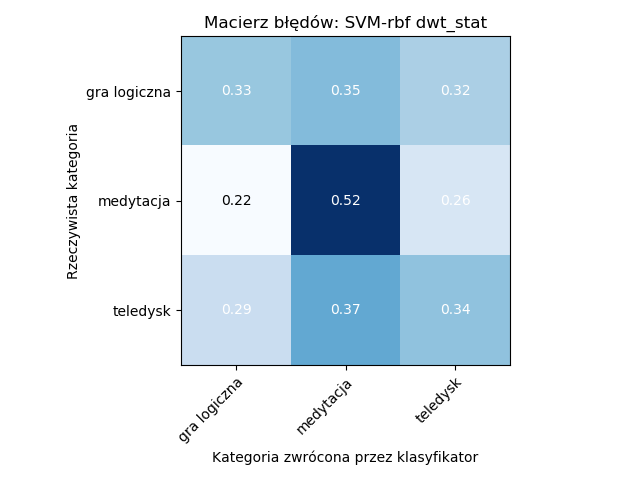 Macierz błędów: SVM-rbf dwt_stat
Rzeczywista kategoria
gra logiczna
0.33 0.35 0.32
medytacja
0.22 0.52 0.26
teledysk
0.29 0.37 0.34
gra logiczna
medytacja
teledysk
Kategoria zwrócona przez klasyfikator